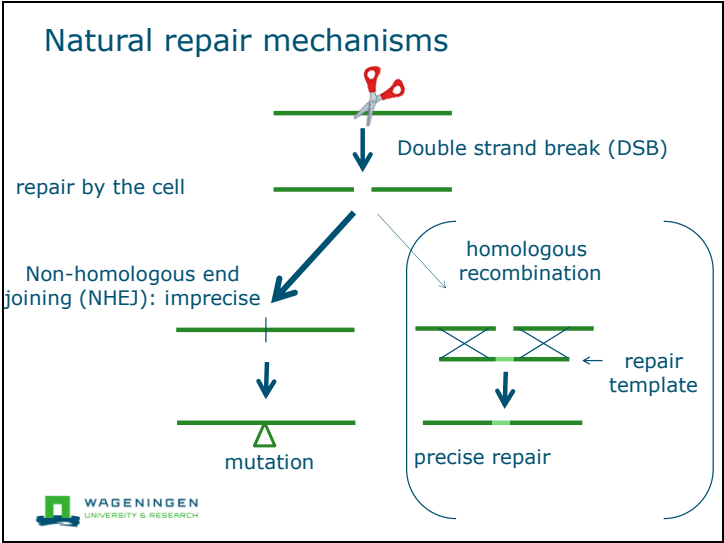 Natural repair mechanisms
Double strand break (DSB)
repair by the cell
Non-homologous end
joining (NHEJ): imprecise
homologous
recombination
repair
template
mutation
precise repair
WAGENINGEN
UNIVERSITY & RESEARCH